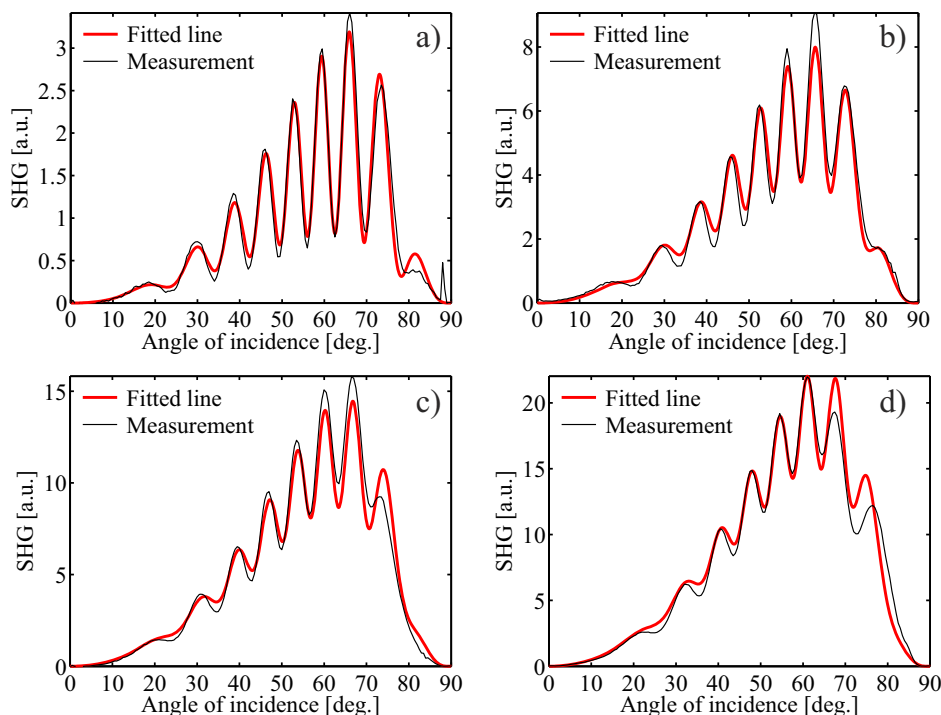 a)
Fitted line
Measurement
SHG [a.u.]
3
2.5
2
1.5
1
0.5
0
0 10 20 30 40 50 60 70 80 90
Angle of incidence [deg.]
b)
Fitted line
Measurement
SHG [a.u.]
8
6
4
2
0
0 10 20 30 40 50 60 70 80 90
Angle of incidence [deg.]
c)
Fitted line
Measurement
SHG [a.u.]
15
10
5
0
0 10 20 30 40 50 60 70 80 90
Angle of incidence [deg.]
d)
Fitted line
Measurement
SHG [a.u.]
20
15
10
5
0
0 10 20 30 40 50 60 70 80 90
Angle of incidence [deg.]